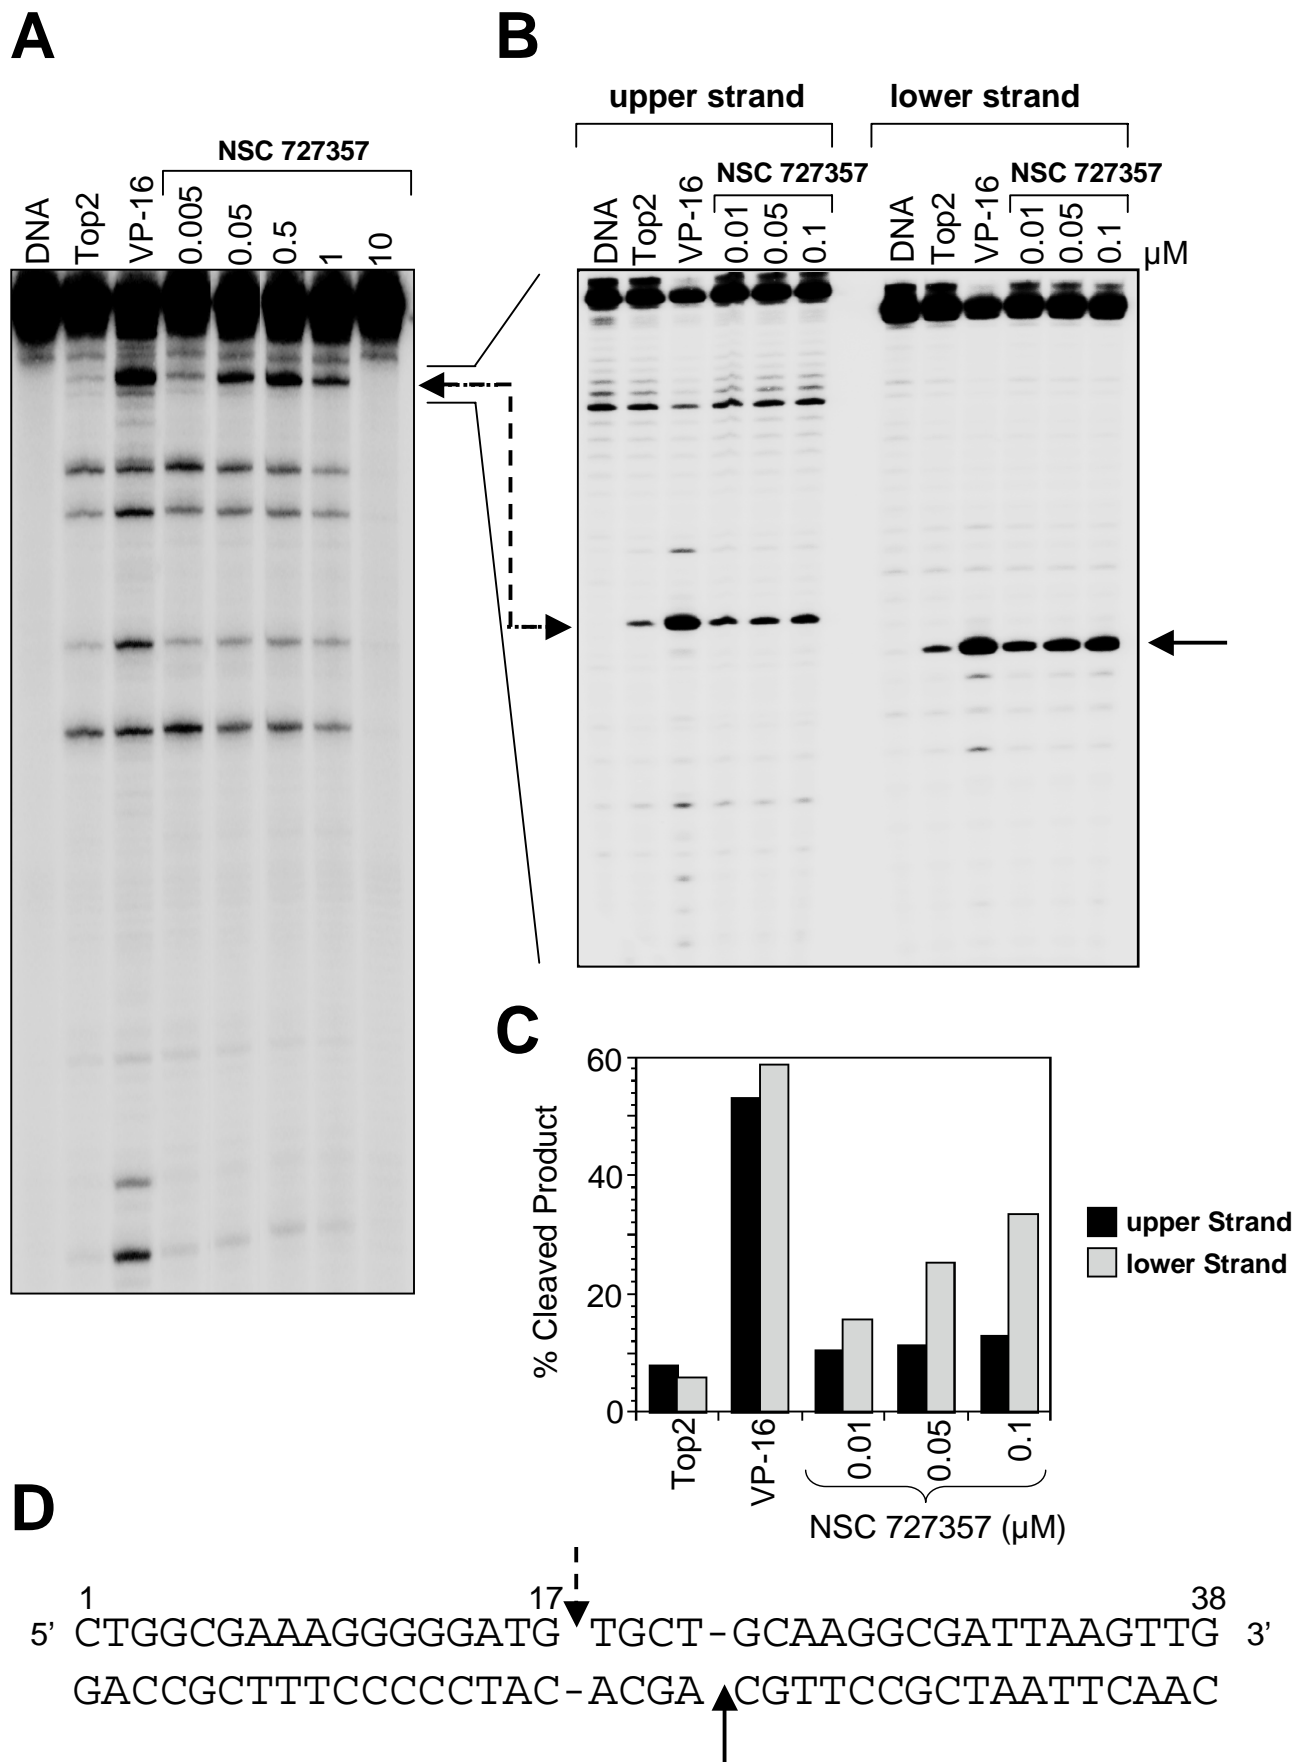 A
NSC 727357
DNA
Top2
VP-16
0.005
0.05
0.5
1
10
B
upper strand
lower strand
NSC 727357
NSC 727357
DNA
Top2
VP-16
0.01
0.05
0.1
DNA
Top2
VP-16
0.01
0.05
0.1
µM
C
60
40
20
0
% Cleaved Product
Top2
VP-16
0.01
0.05
0.1
NSC 727357 (µM)
upper Strand
lower Strand
D
1 17 38
5’ CTGGCGAAAGGGGGATG TGCT-GCAAGGCGATTAAGTTG 3’
GACCGCTTTCCCCCTAC-ACGA CGTTCCGCTAATTCAAC